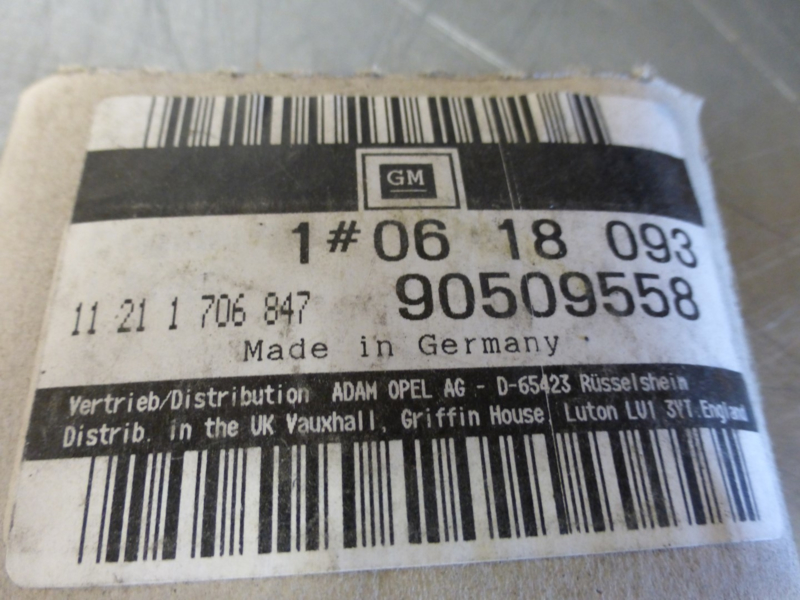 GM
1#06 18 093
11 21 1 706 847 90509558
Made in Germany
Vertrieb/Distribution ADAM OPEL AG - D-65423 Rüsselsheim
Distrib. in the UK Vauxhall, Griffin House, Luton LU1 3YT England